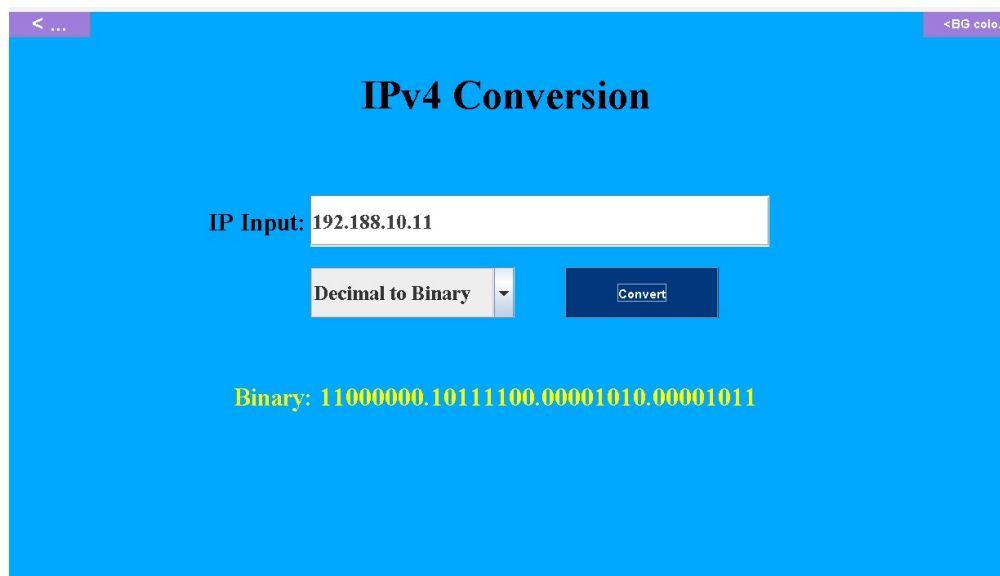 < ...
<BG colo.
IPv4 Conversion
IP Input: 192.188.10.11
Decimal to Binary
Convert
Binary: 11000000.10111100.00001010.00001011